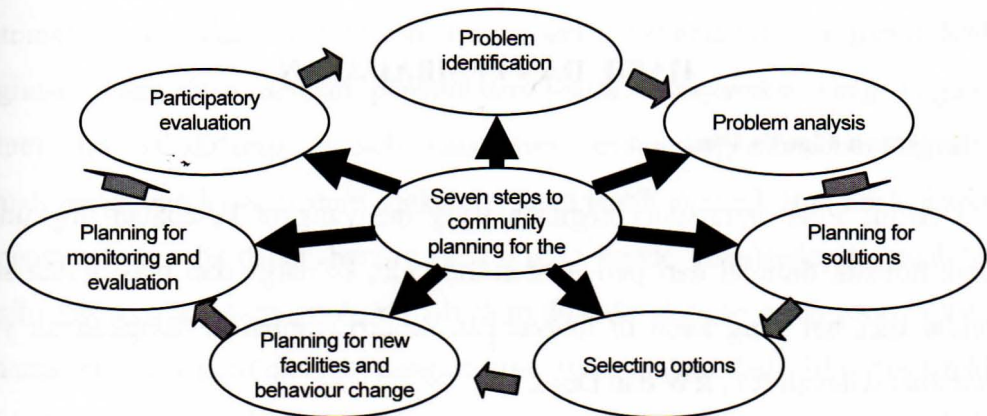 Problem
identification
Problem analysis
Planning for
solutions
Selecting options
Planning for new
facilities and
behaviour change
Planning for
monitoring and
evaluation
Participatory
evaluation
Seven steps to
community
planning for the